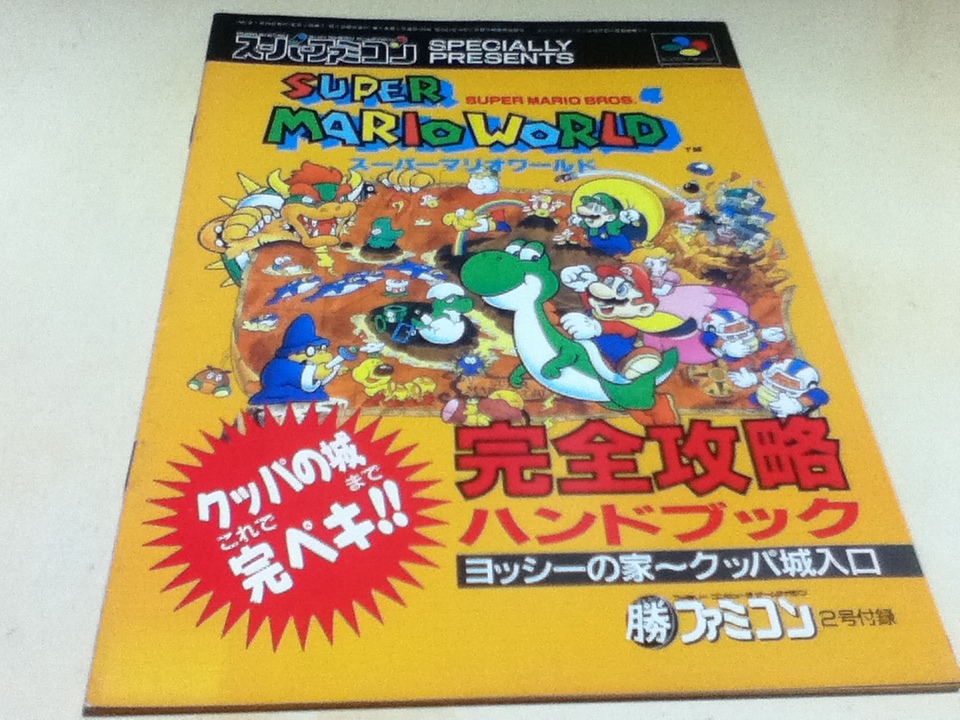 スーパーファミコン SPECIALLY
PRESENTS
SUPER
SUPER MARIO BROS. 4
MARIO WORLD
TM
スーパーマリオワールド
クッパの城まで
これで
完ペキ!!
完全攻略
ハンドブック
ヨッシーの家〜クッパ城入口
勝 ファミコン 2号付録